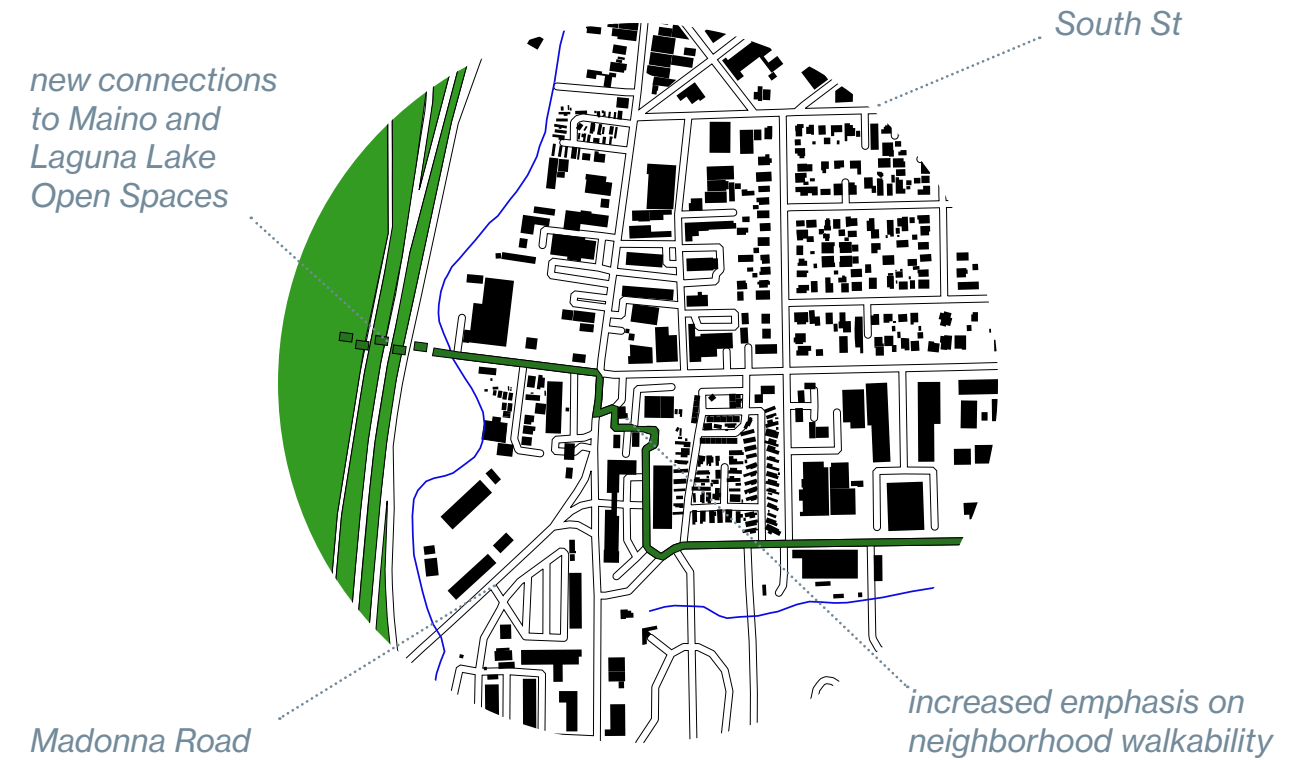 South St
new connections
to Maino and
Laguna Lake
Open Spaces
increased emphasis on
neighborhood walkability
Madonna Road